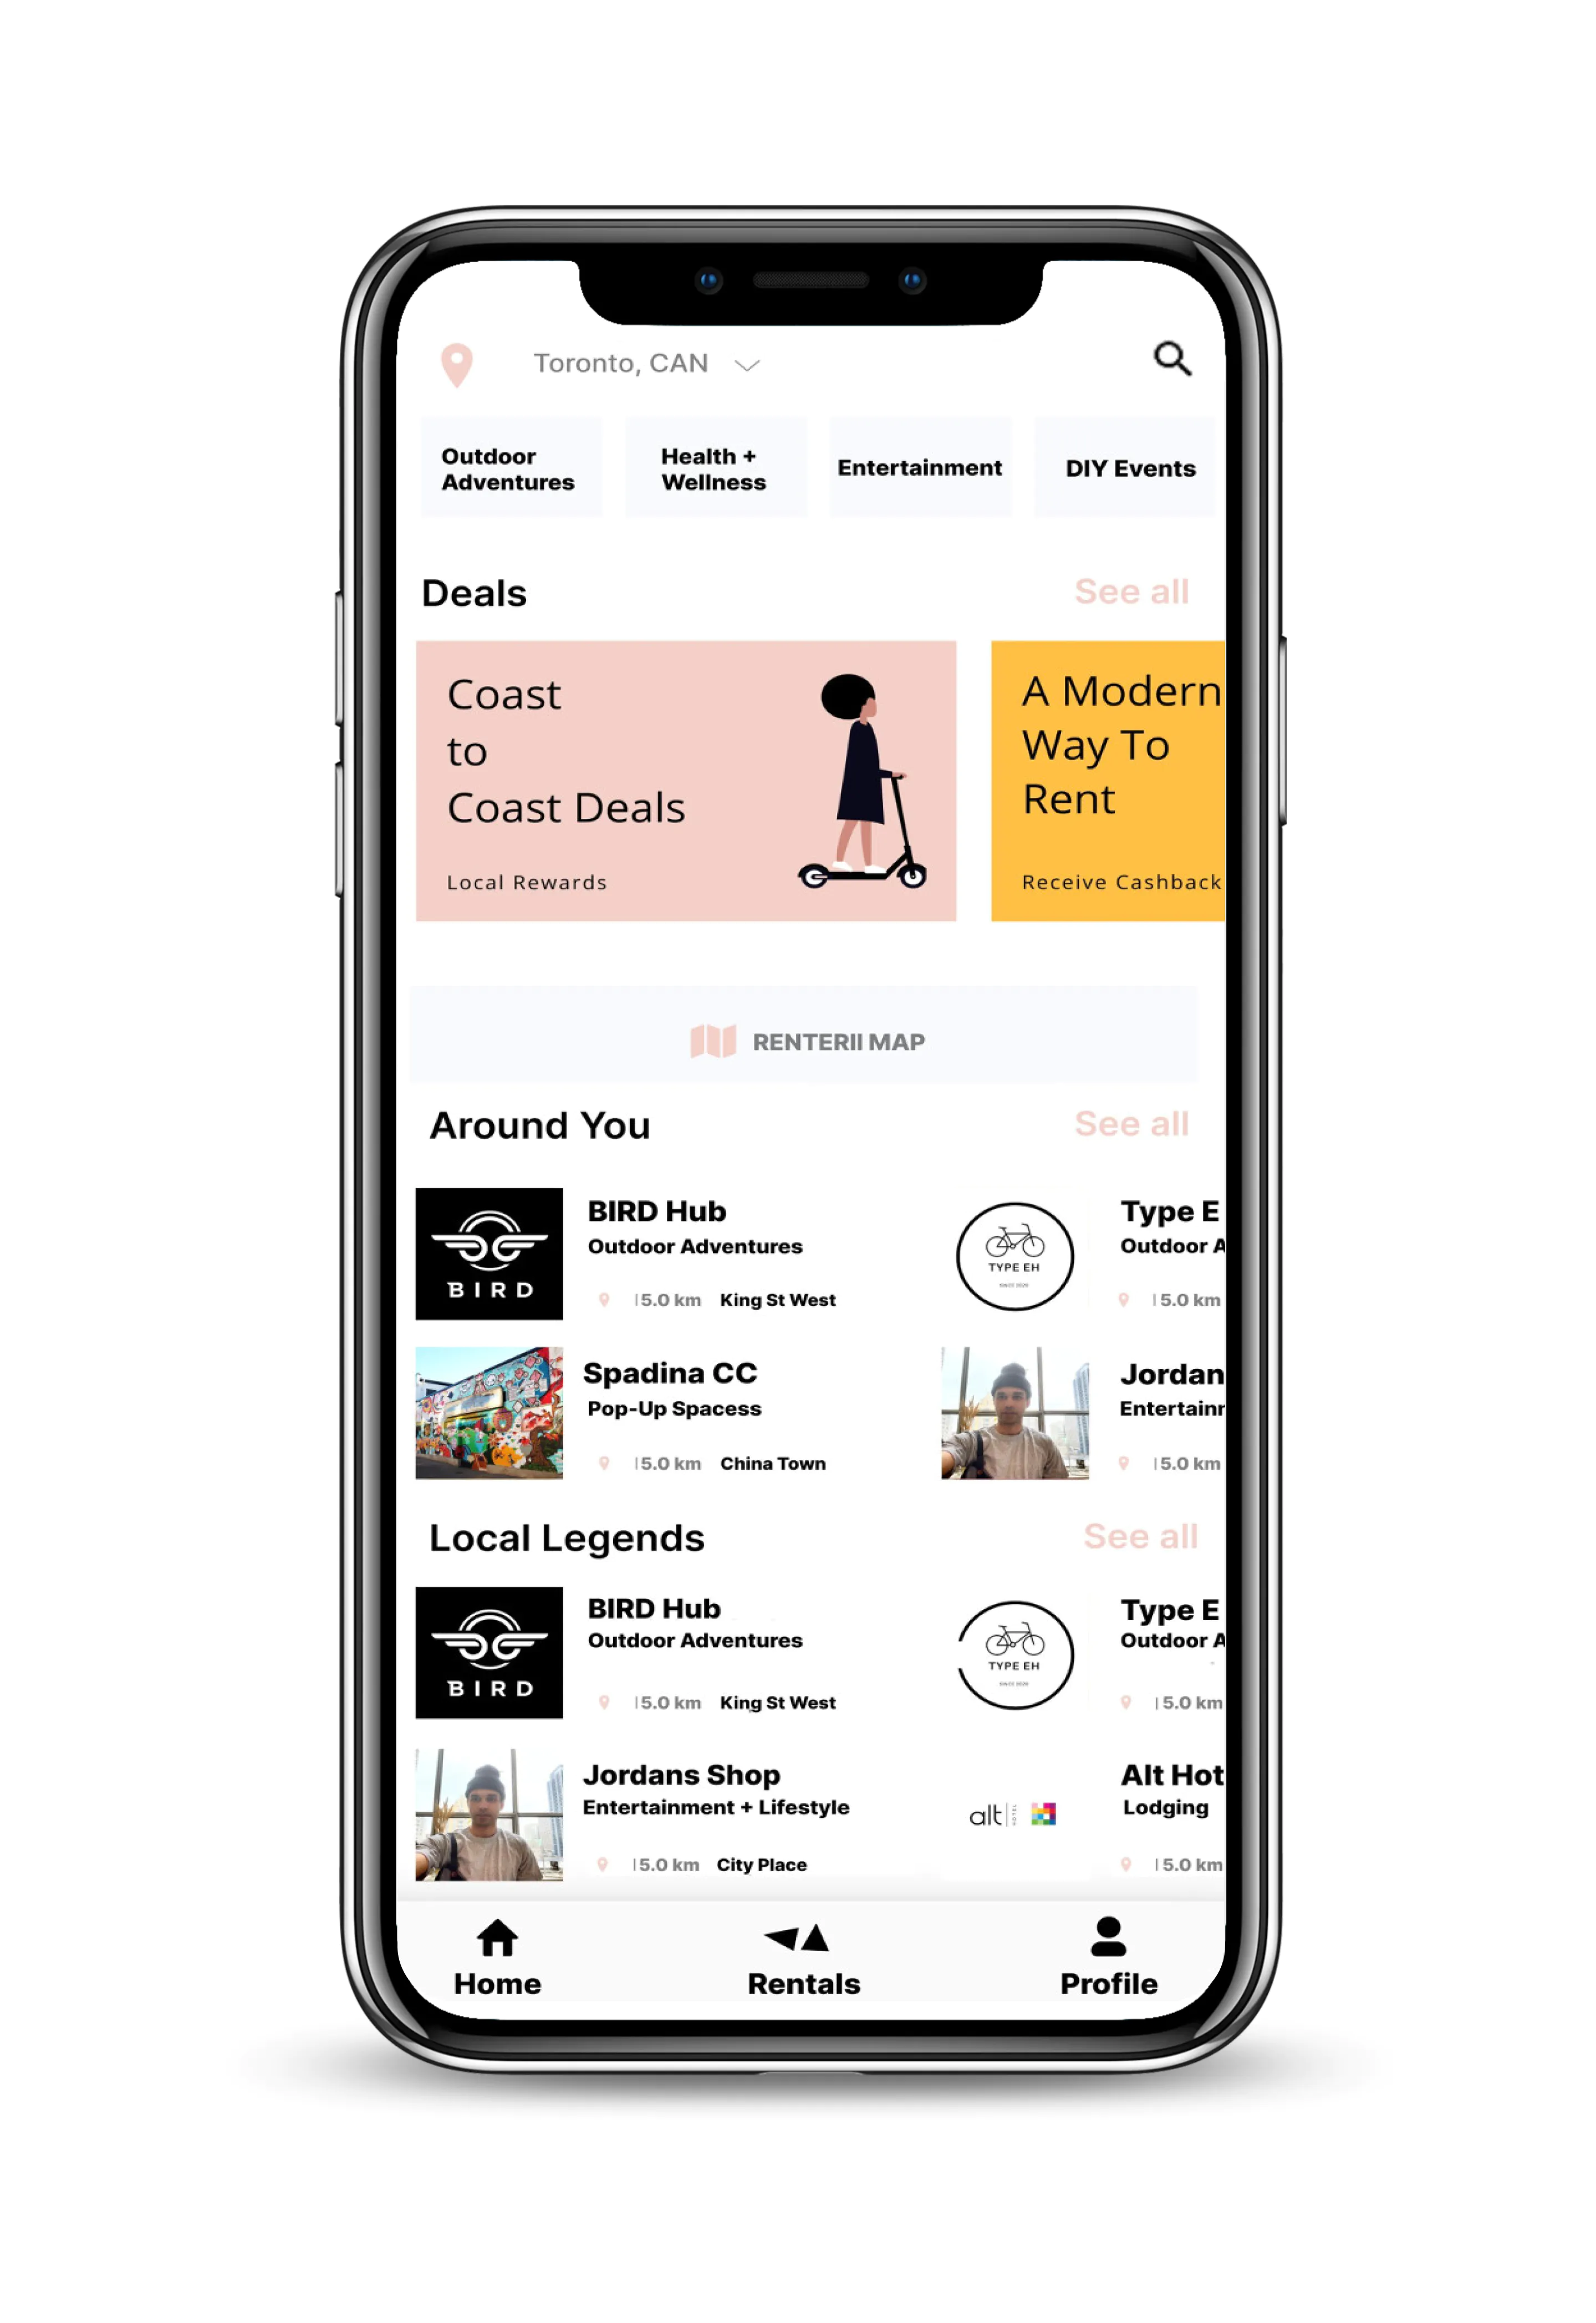 Toronto, CAN
Outdoor
Adventures
Health +
Wellness
Entertainment
DIY Events
Deals
See all
Coast
to
Coast Deals
Local Rewards
A Modern
Way To
Rent
Receive Cashback
RENTERII MAP
Around You
See all
BIRD
BIRD Hub
Outdoor Adventures
5.0 km King St West
TYPE EH
Type E
Outdoor A
5.0 km
Spadina CC
Pop-Up Spacess
5.0 km China Town
Jordan
Entertainr
5.0 km
Local Legends
See all
BIRD
BIRD Hub
Outdoor Adventures
5.0 km King St West
TYPE EH
Type E
Outdoor A
5.0 km
Jordans Shop
Entertainment + Lifestyle
5.0 km City Place
alt HOTEL
Alt Hot
Lodging
5.0 km
Home
Rentals
Profile